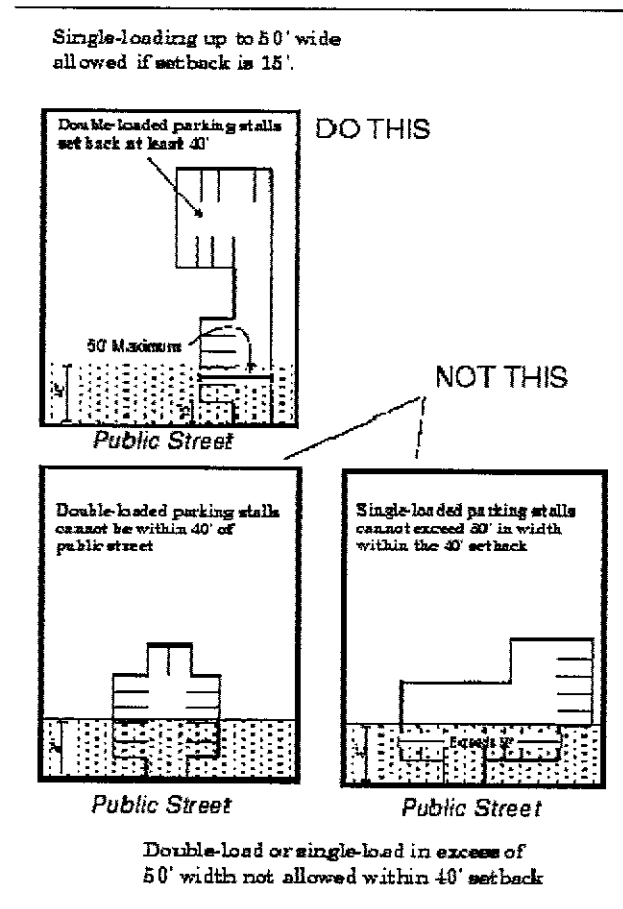 Single-loading up to 50' wide
allowed if setback is 15'.
Double-loaded parking stalls
set back at least 40'
DO THIS
50' Maximum
40'
15'
Public Street
NOT THIS
Double-loaded parking stalls
cannot be within 40' of
public street
Single-loaded parking stalls
cannot exceed 50' in width
within the 40' setback
Exceeds
Public Street
Public Street
Double-load or single-load in excess of
50' width not allowed within 40' setback